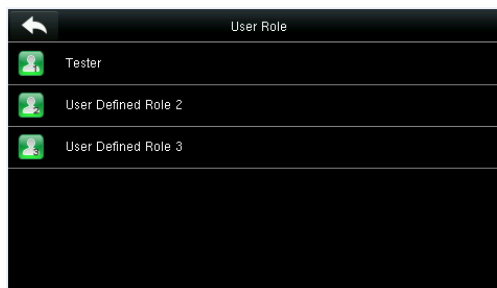 User Role
Tester
User Defined Role 2
User Defined Role 3